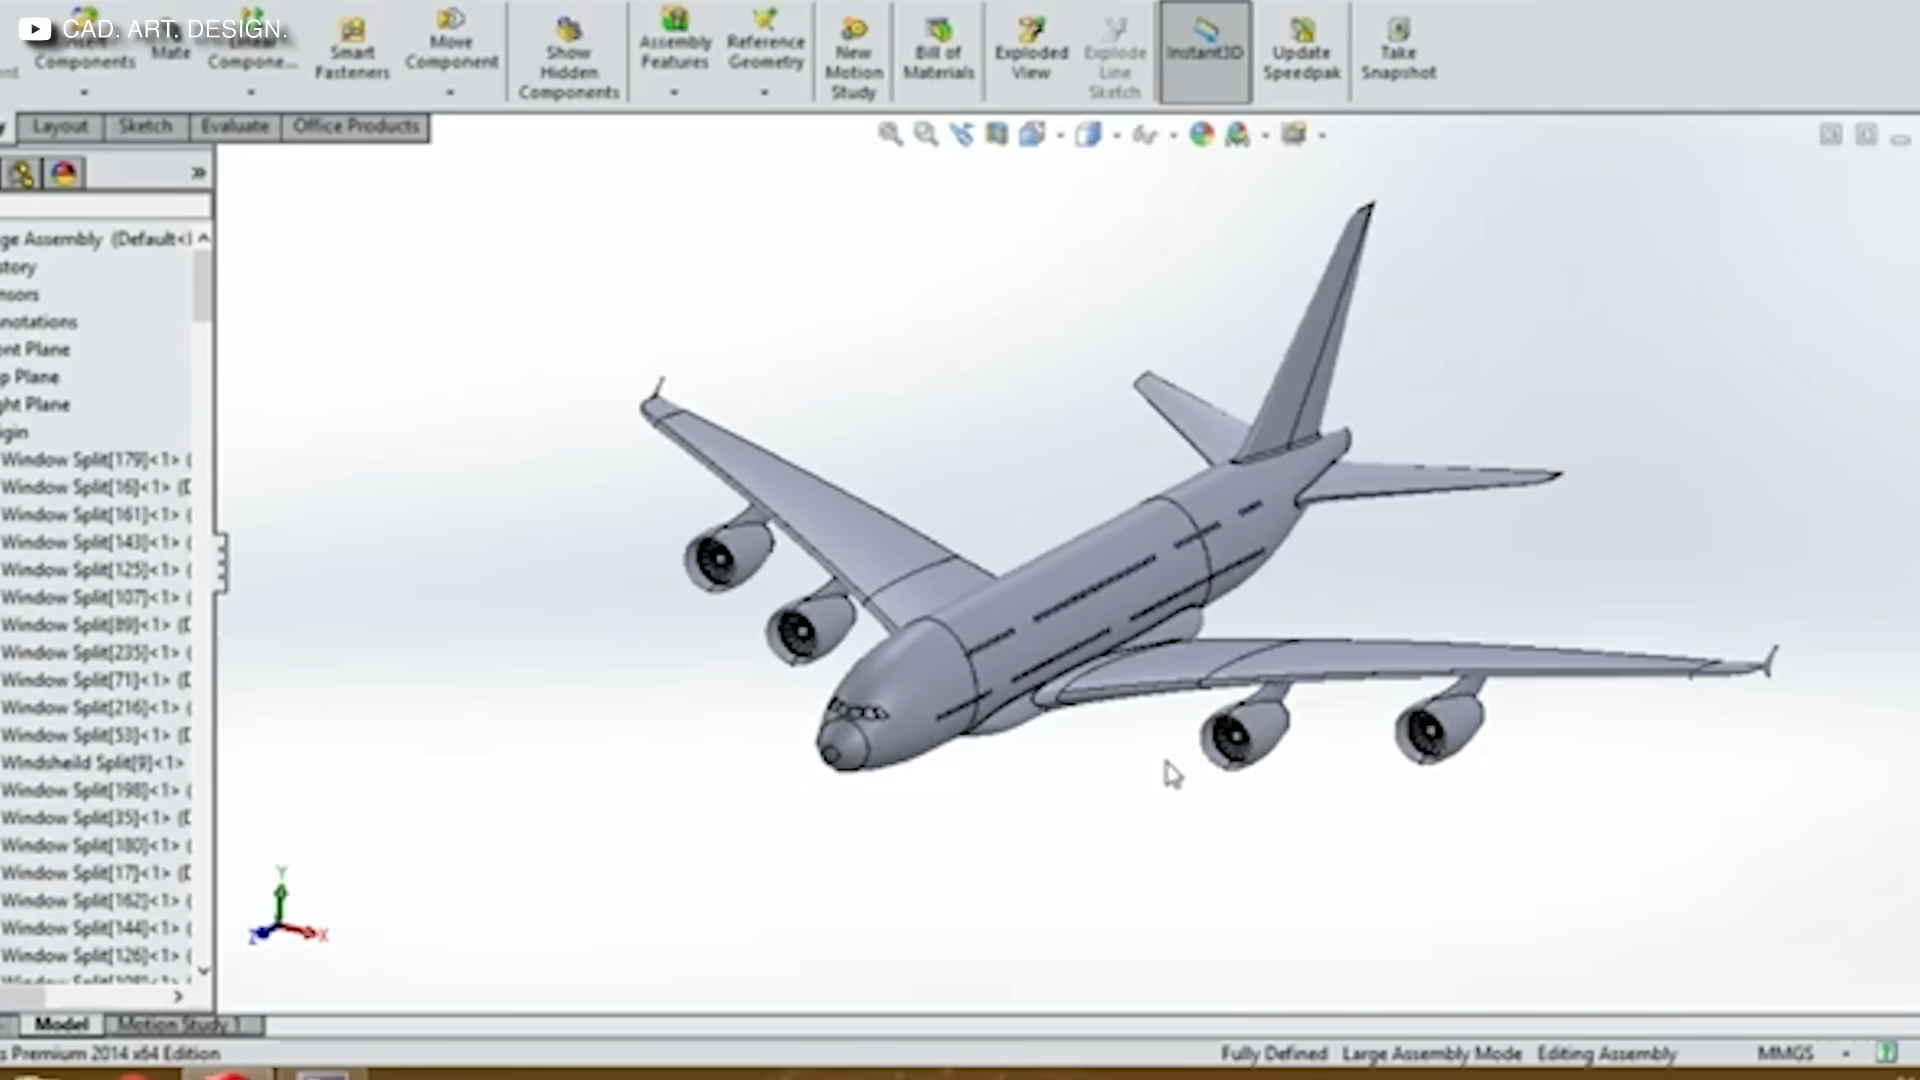 CAD. ART. DESIGN.
Components
Mate
Compone...
Smart
Fasteners
Move
Component
Show
Hidden
Components
Assembly
Features
Reference
Geometry
New
Motion
Study
Bill of
Materials
Exploded
View
Explode
Line
Sketch
Instant3D
Update
Speedpak
Take
Snapshot
Layout
Sketch
Evaluate
Office Products
»
ge Assembly (Default<
story
nsors
notations
ont Plane
p Plane
ght Plane
igin
Window Split[179]<1> (
Window Split[16]<1> (D
Window Split[161]<1> (
Window Split[143]<1> (
Window Split[125]<1> (
Window Split[107]<1> (
Window Split[89]<1> (D
Window Split[235]<1> (
Window Split[71]<1> (D
Window Split[216]<1> (
Window Split[53]<1> (D
Windsheild Split[9]<1>
Window Split[198]<1> (
Window Split[35]<1> (D
Window Split[180]<1> (
Window Split[17]<1> (D
Window Split[162]<1> (
Window Split[144]<1> (
Window Split[126]<1> (
Window Split[108]<1> (
Y
Z
X
Model
Motion Study 1
s Premium 2014 x64 Edition
Fully Defined
Large Assembly Mode
Editing Assembly
MMGS